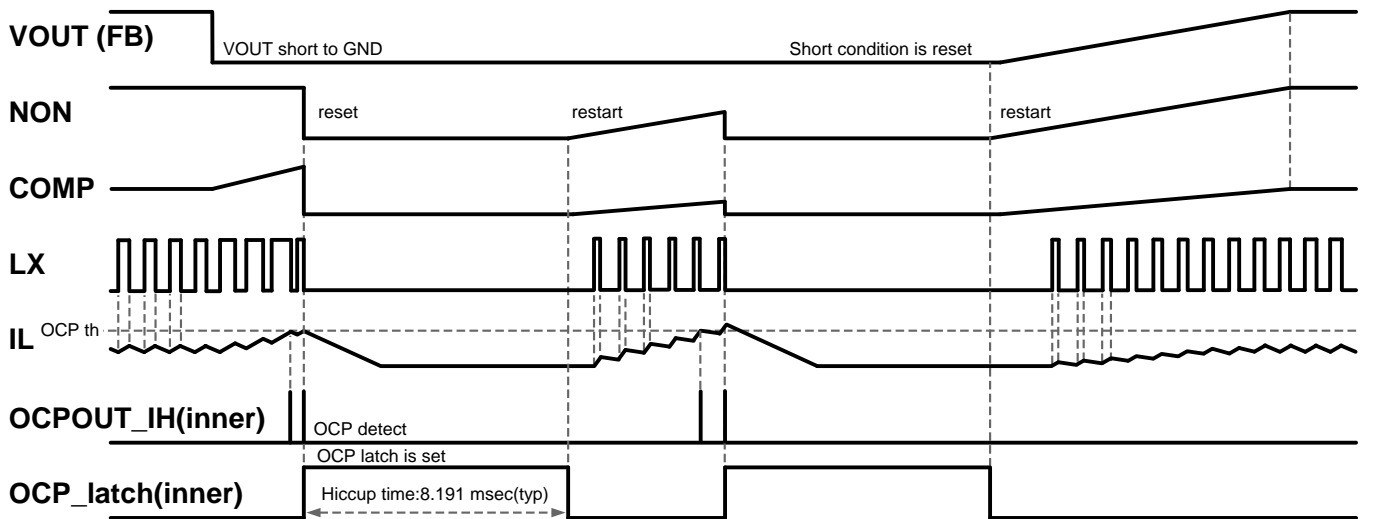 VOUT (FB)
VOUT short to GND
Short condition is reset
NON
reset
restart
restart
COMP
LX
IL
OCP th
OCPOUT_IH(inner)
OCP detect
OCP latch is set
OCP_latch(inner)
Hiccup time:8.191 msec(typ)